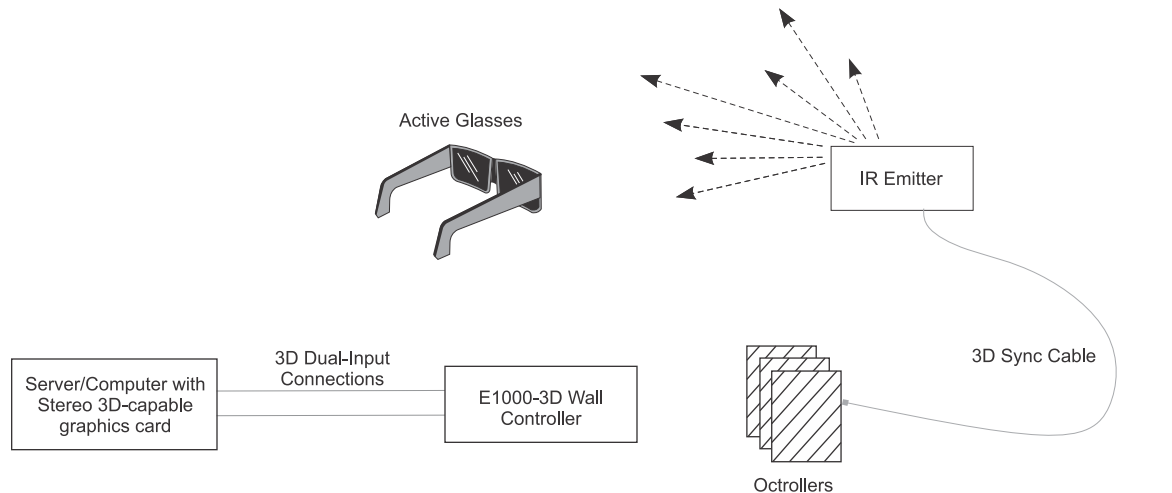 Active Glasses
IR Emitter
3D Sync Cable
3D Dual-Input
Connections
Server/Computer with
Stereo 3D-capable
graphics card
E1000-3D Wall
Controller
Octrollers